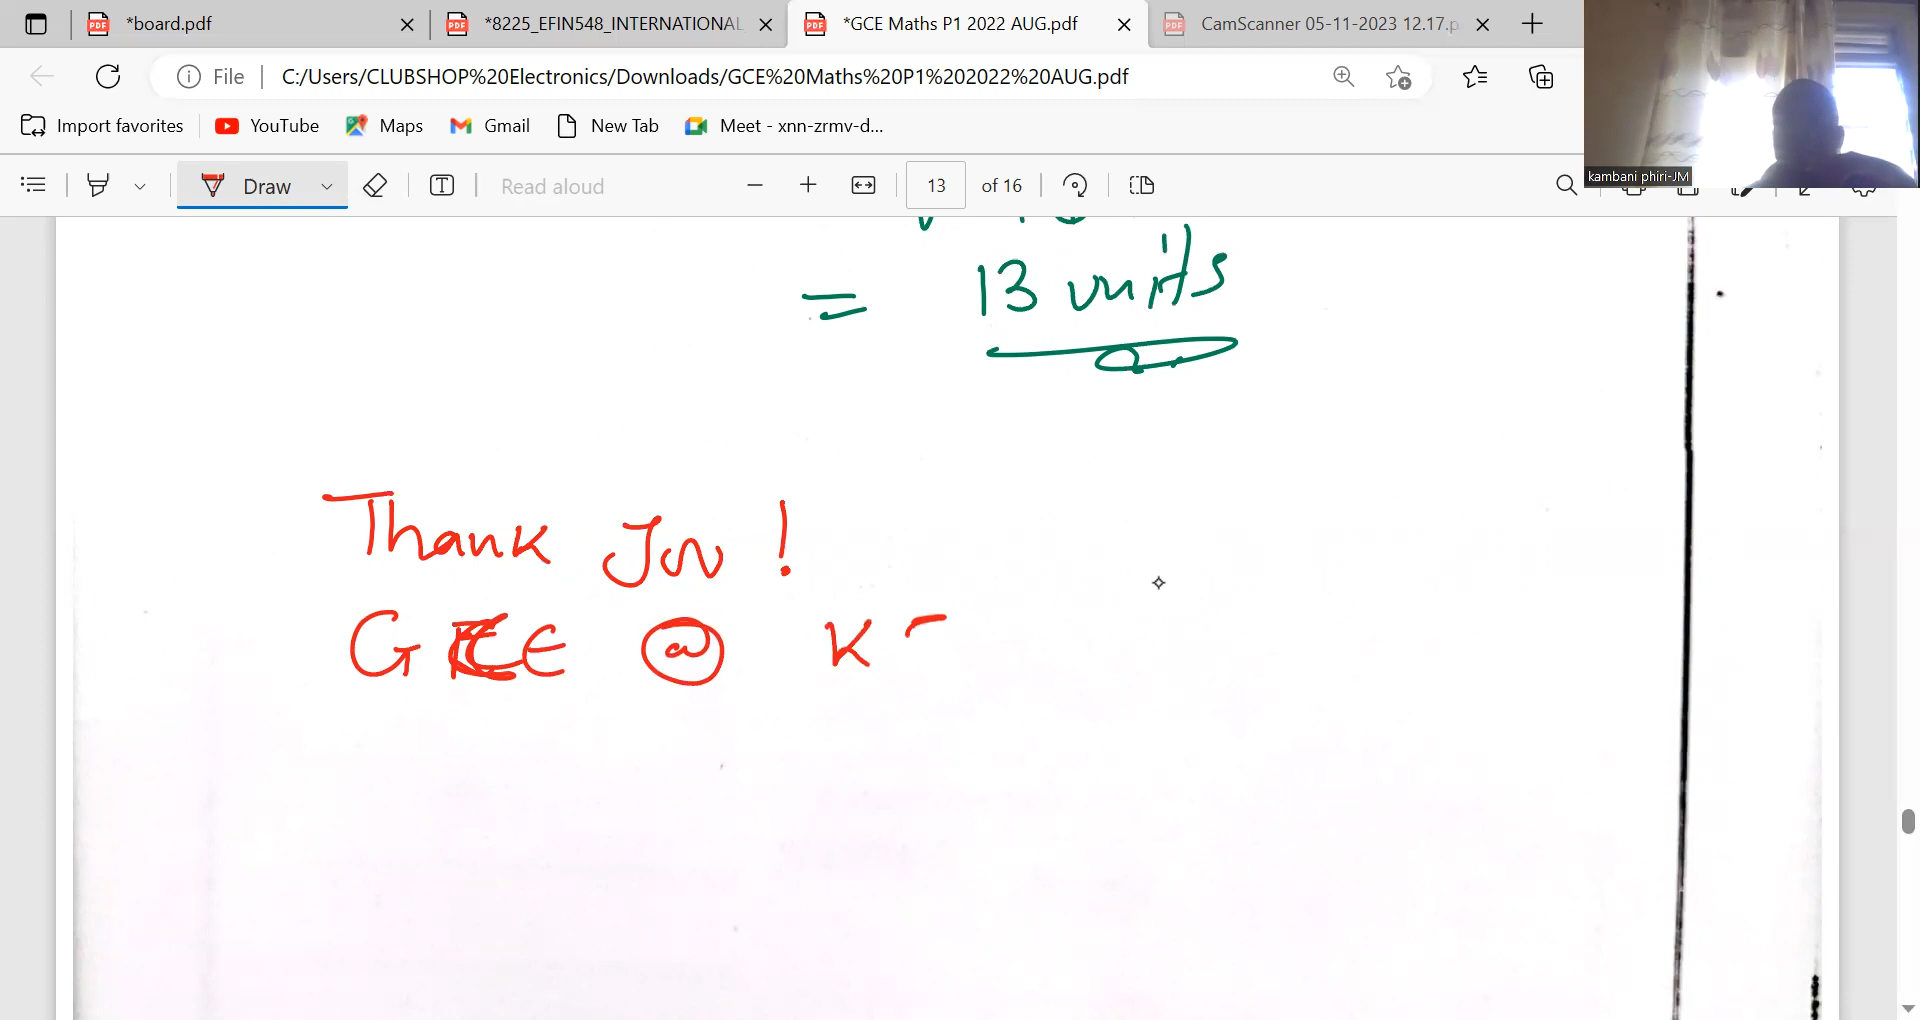 *board.pdf *8225_EFIN548_INTERNATIONAL *GCE Maths P1 2022 AUG.pdf CamScanner 05-11-2023 12.17.p
File C:/Users/CLUBSHOP%20Electronics/Downloads/GCE%20Maths%20P1%202022%20AUG.pdf
Import favorites YouTube Maps Gmail New Tab Meet - xnn-zrmv-d...
kambani phiri-JM
Draw Read aloud 13 of 16
= 13 units
Thank you !
GCE @ K